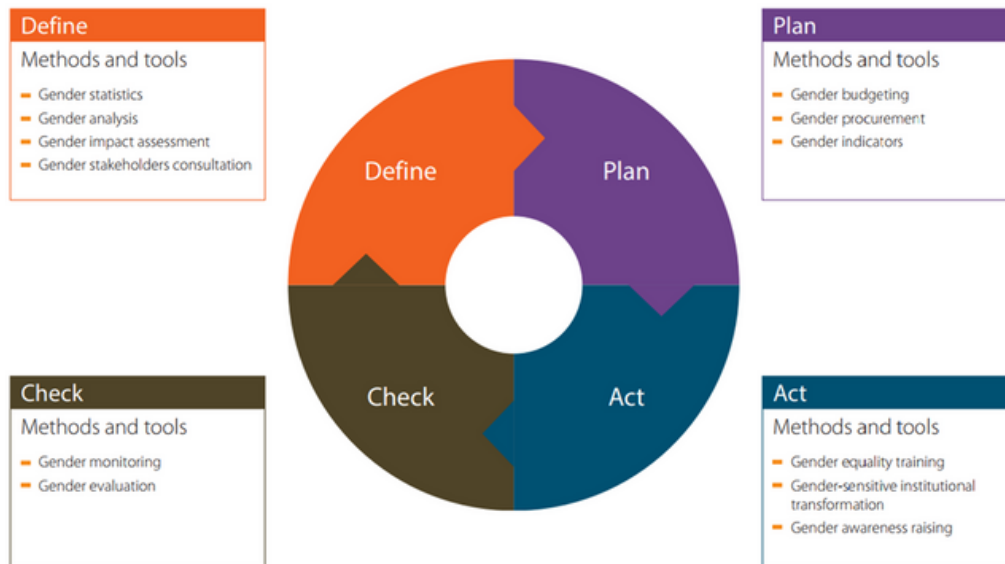 Define
Methods and tools
Gender statistics
Gender analysis
Gender impact assessment
Gender stakeholders consultation
Plan
Methods and tools
Gender budgeting
Gender procurement
Gender indicators
Define
Plan
Check
Act
Check
Methods and tools
Gender monitoring
Gender evaluation
Act
Methods and tools
Gender equality training
Gender-sensitive institutional
transformation
Gender awareness raising